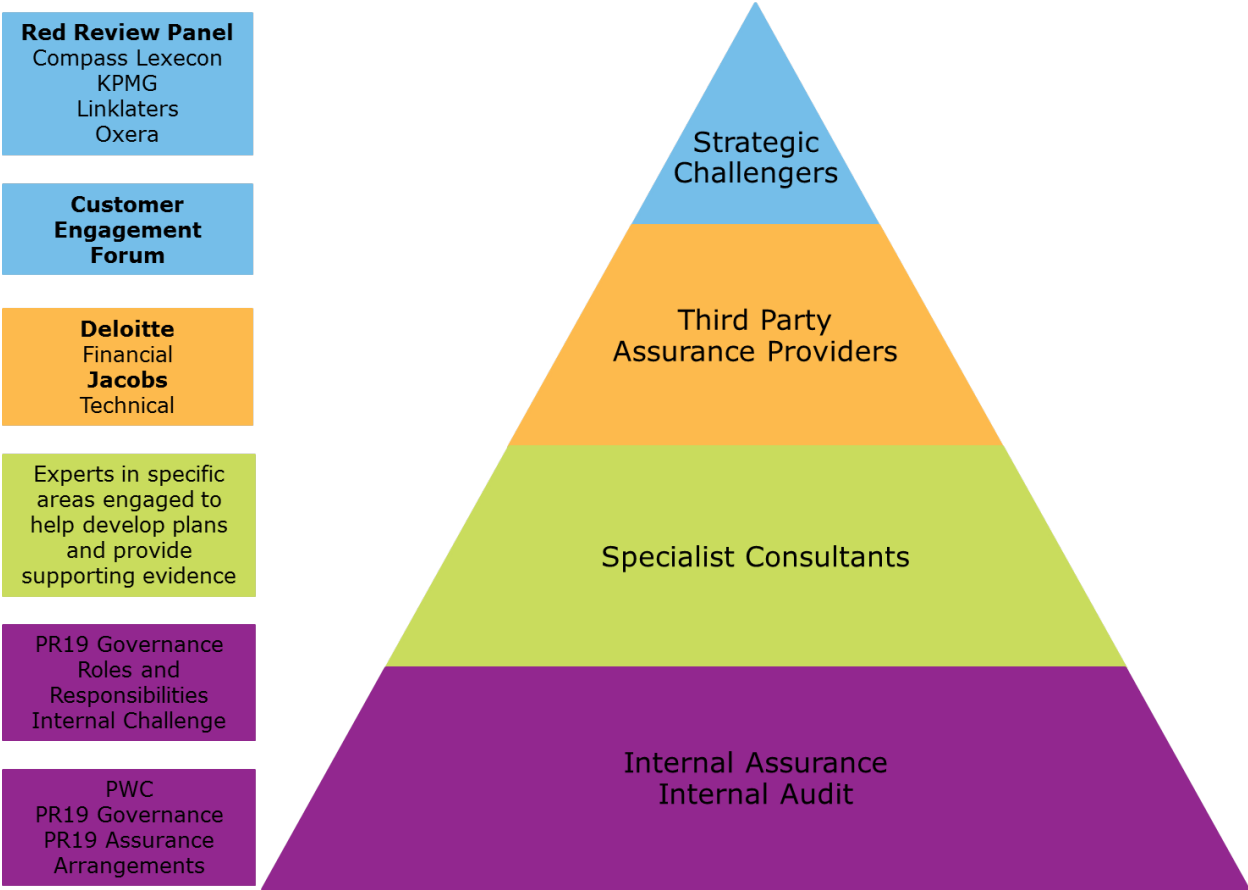 Red Review Panel
Compass Lexecon
KPMG
Linklaters
Oxera
Customer
Engagement
Forum
Deloitte
Financial
Jacobs
Technical
Experts in specific
areas engaged to
help develop plans
and provide
supporting evidence
PR19 Governance
Roles and
Responsibilities
Internal Challenge
PWC
PR19 Governance
PR19 Assurance
Arrangements
Strategic
Challengers
Third Party
Assurance Providers
Specialist Consultants
Internal Assurance
Internal Audit